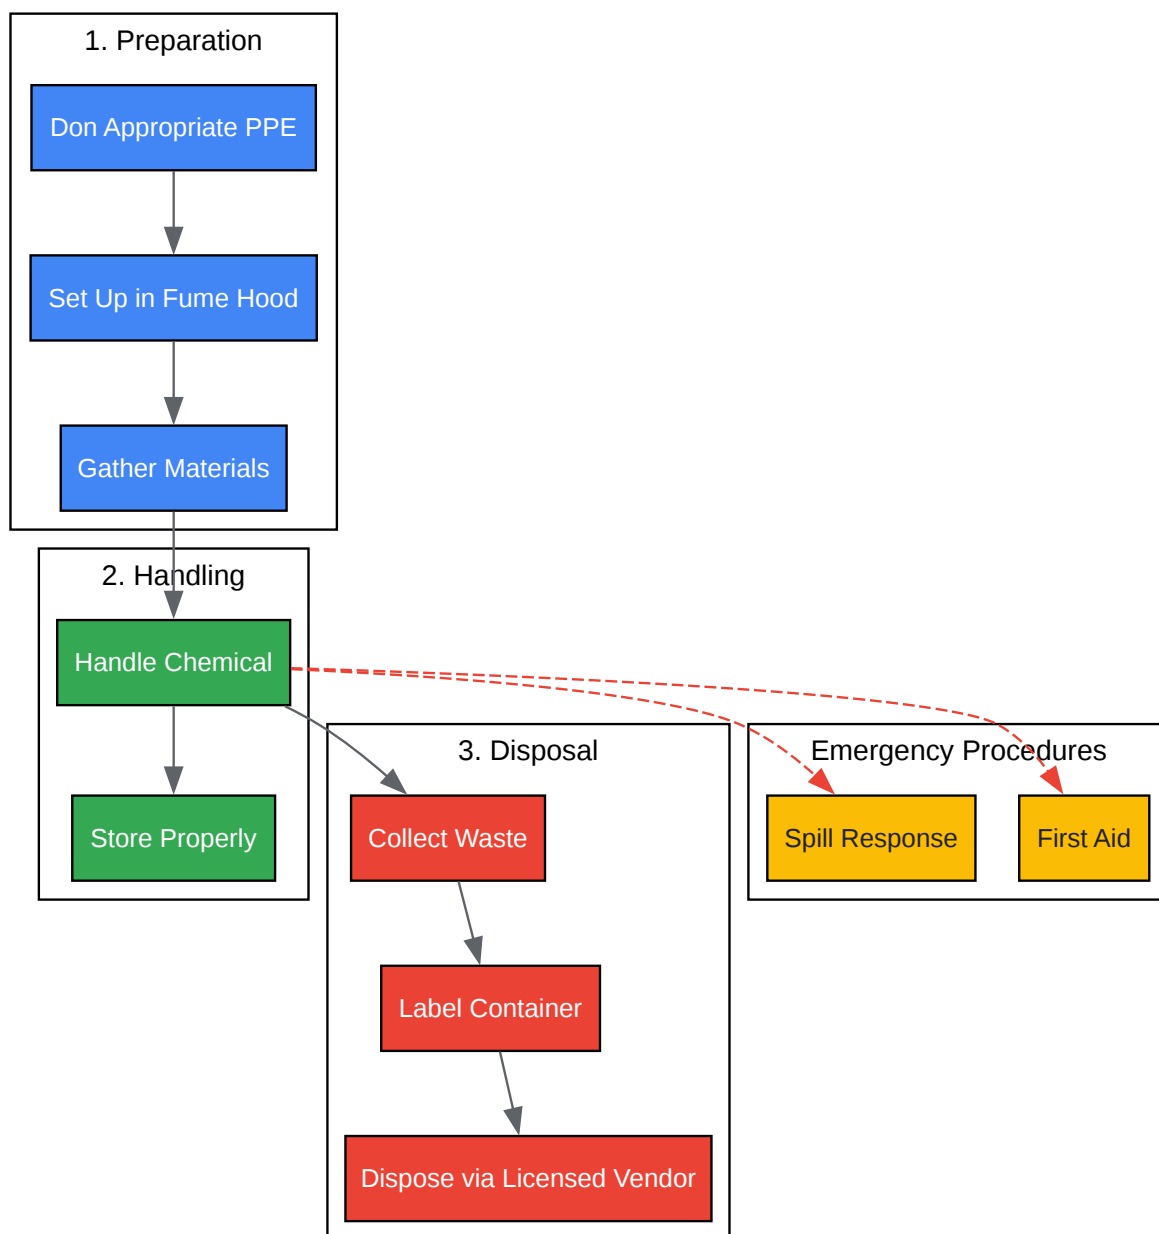 1. Preparation
Don Appropriate PPE
Set Up in Fume Hood
Gather Materials
2. Handling
Handle Chemical
Store Properly
3. Disposal
Collect Waste
Label Container
Dispose via Licensed Vendor
Emergency Procedures
Spill Response
First Aid